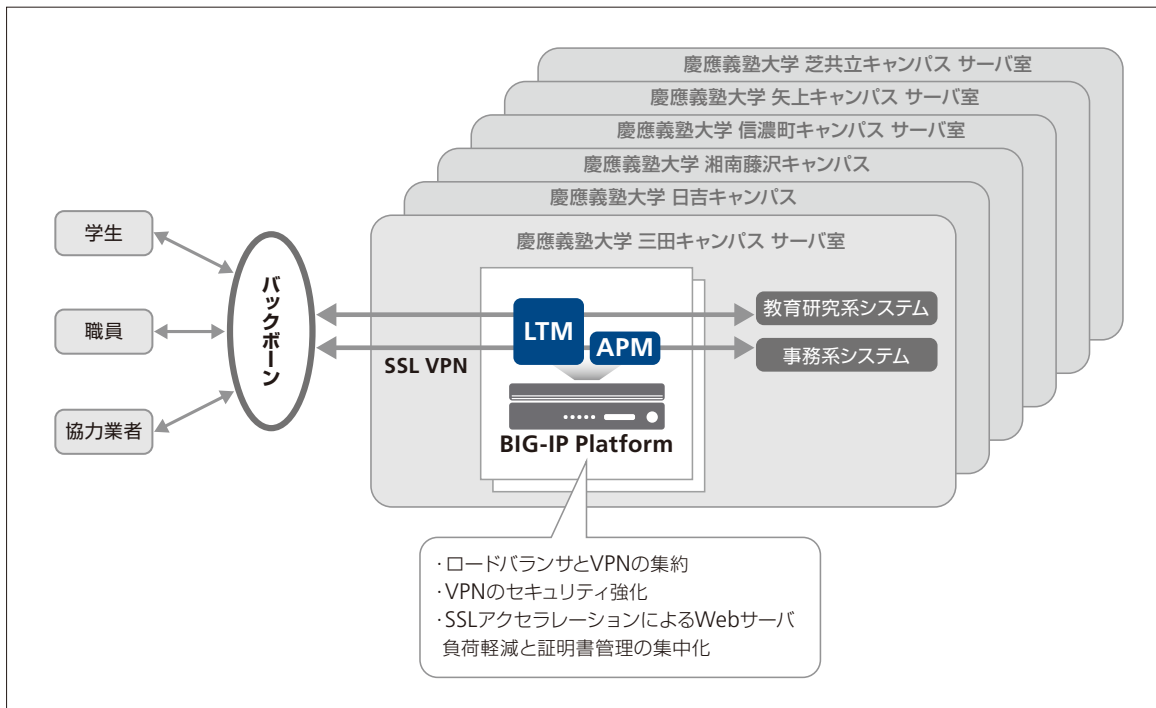 慶應義塾大学 芝共立キャンパス サーバ室
慶應義塾大学 矢上キャンパス サーバ室
慶應義塾大学 信濃町キャンパス サーバ室
慶應義塾大学 湘南藤沢キャンパス
慶應義塾大学 日吉キャンパス
慶應義塾大学 三田キャンパス サーバ室
学生
職員
協力業者
バックボーン
SSL VPN
LTM
APM
BIG-IP Platform
教育研究系システム
事務系システム
・ロードバランサとVPNの集約
・VPNのセキュリティ強化
・SSLアクセラレーションによるWebサーバ
負荷軽減と証明書管理の集中化